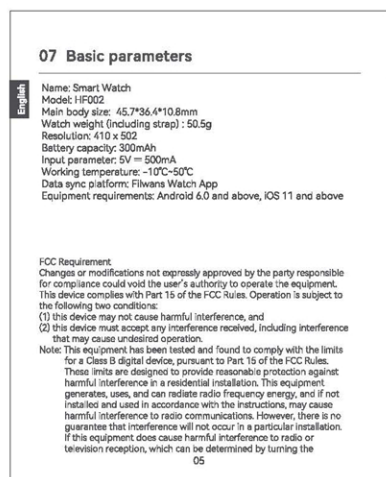 07 Basic parameters
English
Name: Smart Watch
Model: HF002
Main body size: 45.7*36.4*10.8mm
Watch weight (including strap) : 50.5g
Resolution: 410 x 502
Battery capacity: 300mAh
Input parameter: 5V ⎓ 500mA
Working temperature: -10℃~50℃
Data sync platform: Filwans Watch App
Equipment requirements: Android 6.0 and above, iOS 11 and above
FCC Requirement
Changes or modifications not expressly approved by the party responsible
for compliance could void the user's authority to operate the equipment.
This device complies with Part 15 of the FCC Rules. Operation is subject to
the following two conditions:
(1) this device may not cause harmful interference, and
(2) this device must accept any interference received, including interference
that may cause undesired operation.
Note: This equipment has been tested and found to comply with the limits
for a Class B digital device, pursuant to Part 15 of the FCC Rules.
These limits are designed to provide reasonable protection against
harmful interference in a residential installation. This equipment
generates, uses, and can radiate radio frequency energy, and if not
installed and used in accordance with the instructions, may cause
harmful interference to radio communications. However, there is no
guarantee that interference will not occur in a particular installation.
If this equipment does cause harmful interference to radio or
television reception, which can be determined by turning the
05